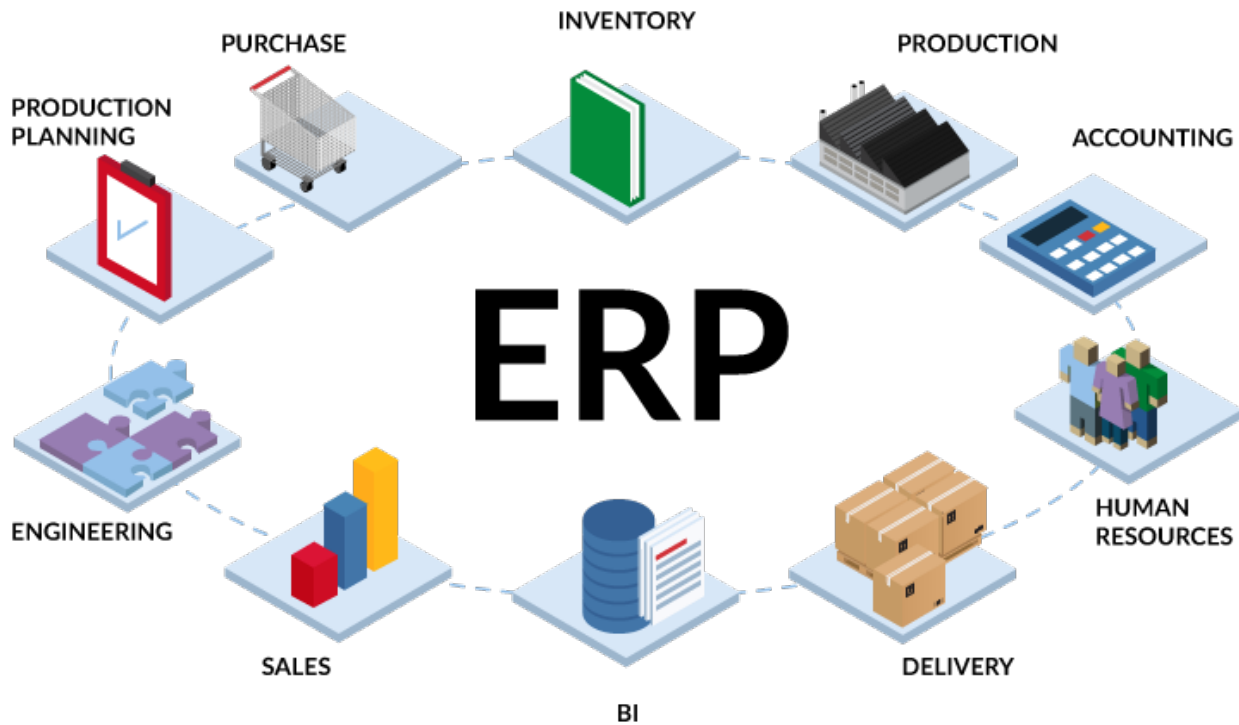 INVENTORY
PURCHASE
PRODUCTION
PRODUCTION
PLANNING
ACCOUNTING
ERP
ENGINEERING
HUMAN
RESOURCES
SALES
DELIVERY
BI